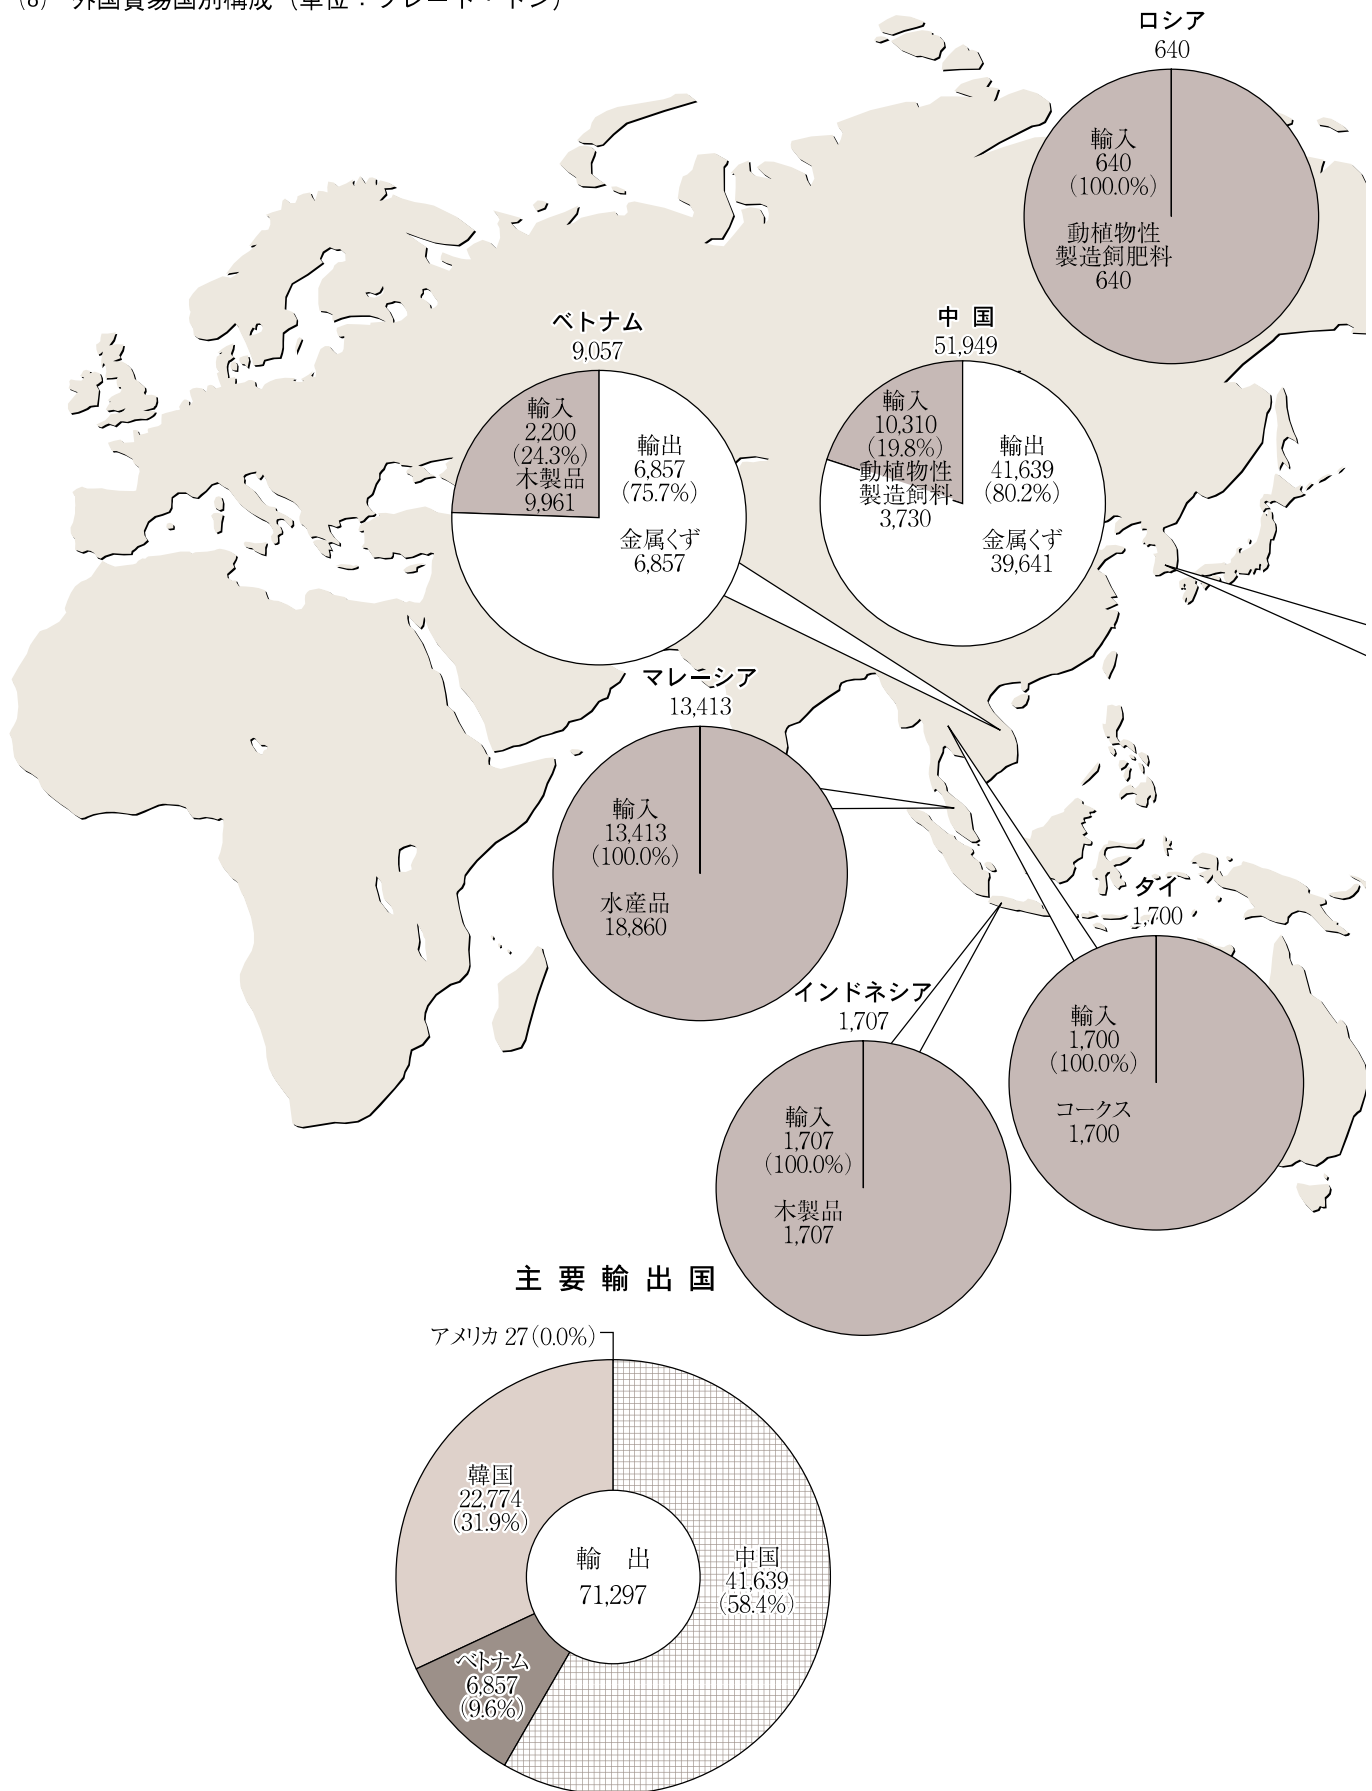 (8) 外国貿易国別構成（単位：フレート・トン）
ロシア
640
輸入
640
（100.0%）
動植物性
製造飼肥料
640
ベトナム
9,057
輸入
2,200
（24.3%）
木製品
9,961
輸出
6,857
（75.7%）
金属くず
6,857
中 国
51,949
輸入
10,310
（19.8%）
動植物性
製造飼料
3,730
輸出
41,639
（80.2%）
金属くず
39,641
マレーシア
13,413
輸入
13,413
（100.0%）
水産品
18,860
タイ
1,700
輸入
1,700
（100.0%）
コークス
1,700
インドネシア
1,707
輸入
1,707
（100.0%）
木製品
1,707
主 要 輸 出 国
アメリカ 27（0.0%）
韓国
22,774
（31.9%）
輸 出
71,297
中国
41,639
（58.4%）
ベトナム
6,857
（9.6%）